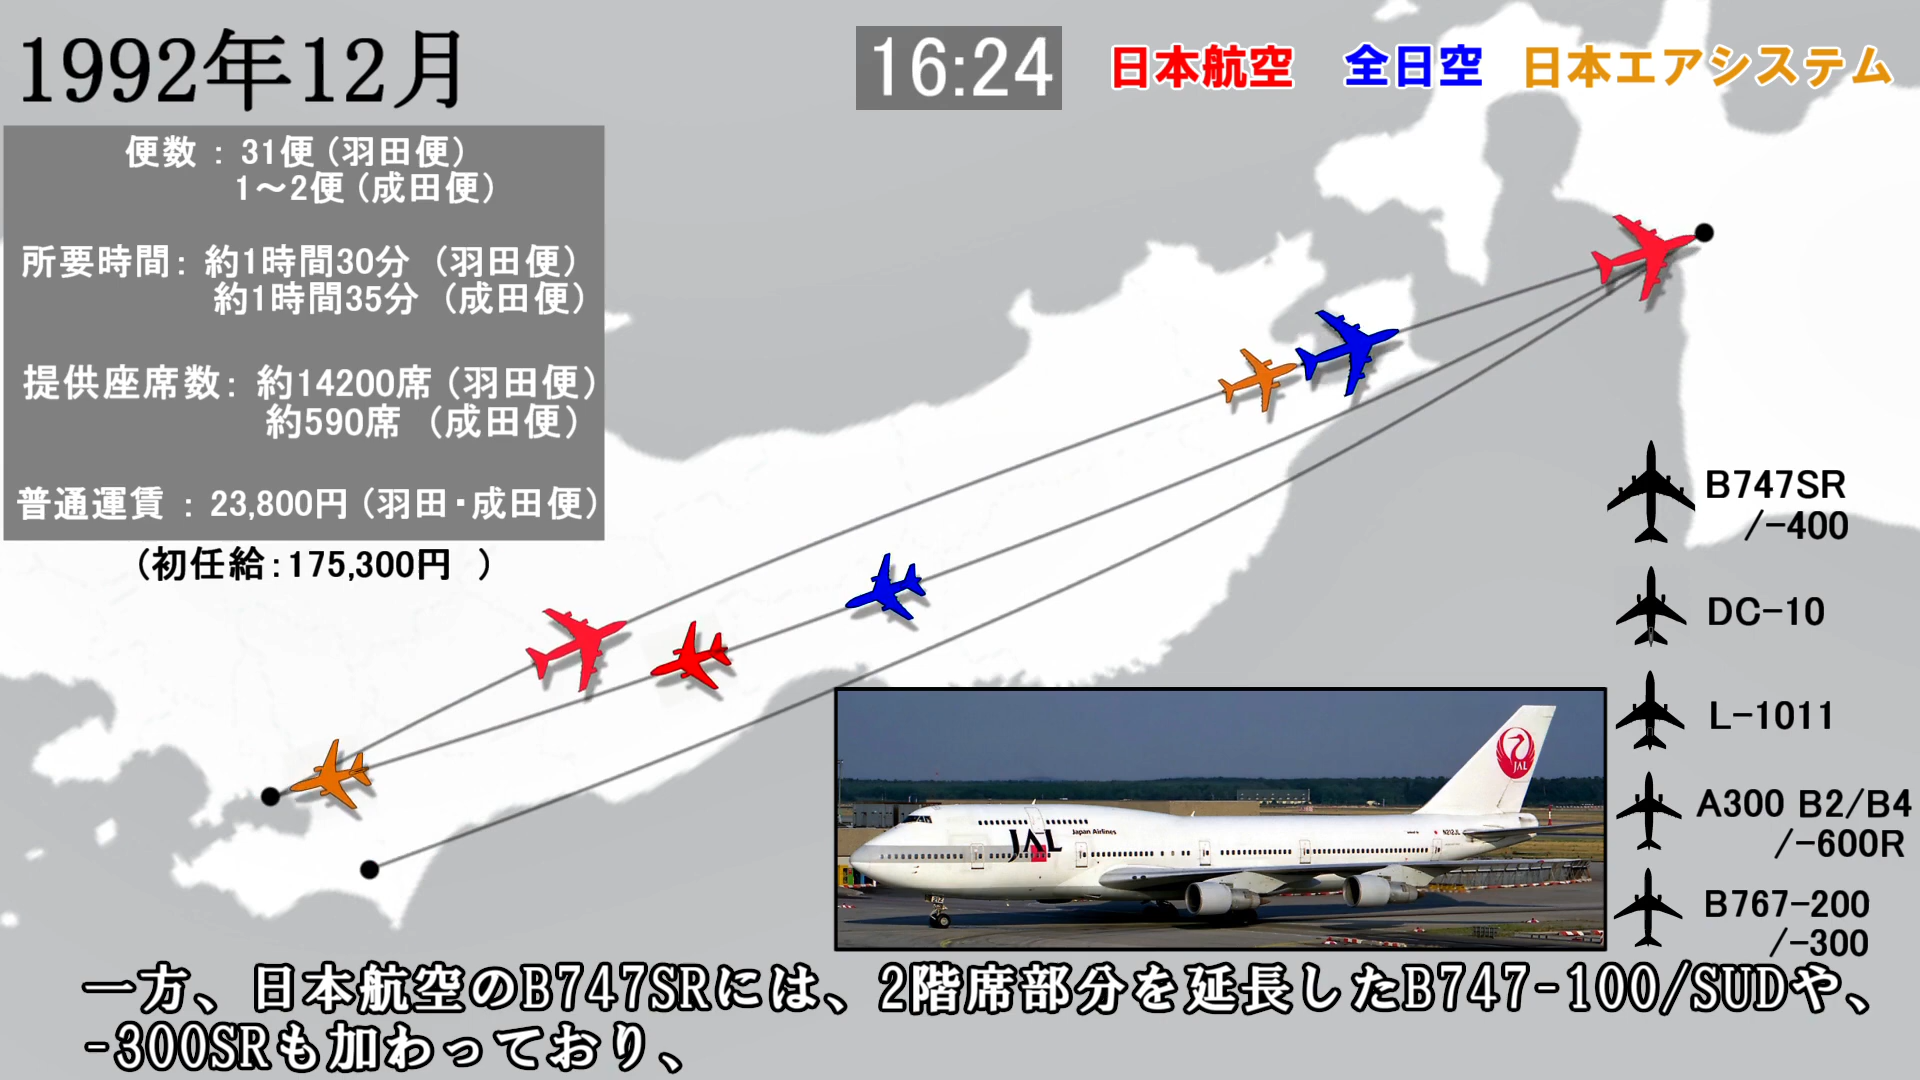 1992年12月
16:24
日本航空 全日空 日本エアシステム
便数 : 31便 (羽田便)
1～2便 (成田便)
所要時間: 約1時間30分 (羽田便)
約1時間35分 (成田便)
提供座席数: 約14200席 (羽田便)
約590席 (成田便)
普通運賃 : 23,800円 (羽田・成田便)
(初任給:175,300円 )
B747SR
/-400
DC-10
L-1011
A300 B2/B4
/-600R
B767-200
/-300
JAL
Japan Airlines
JAL
一方、日本航空のB747SRには、2階席部分を延長したB747-100/SUDや、
-300SRも加わっており、